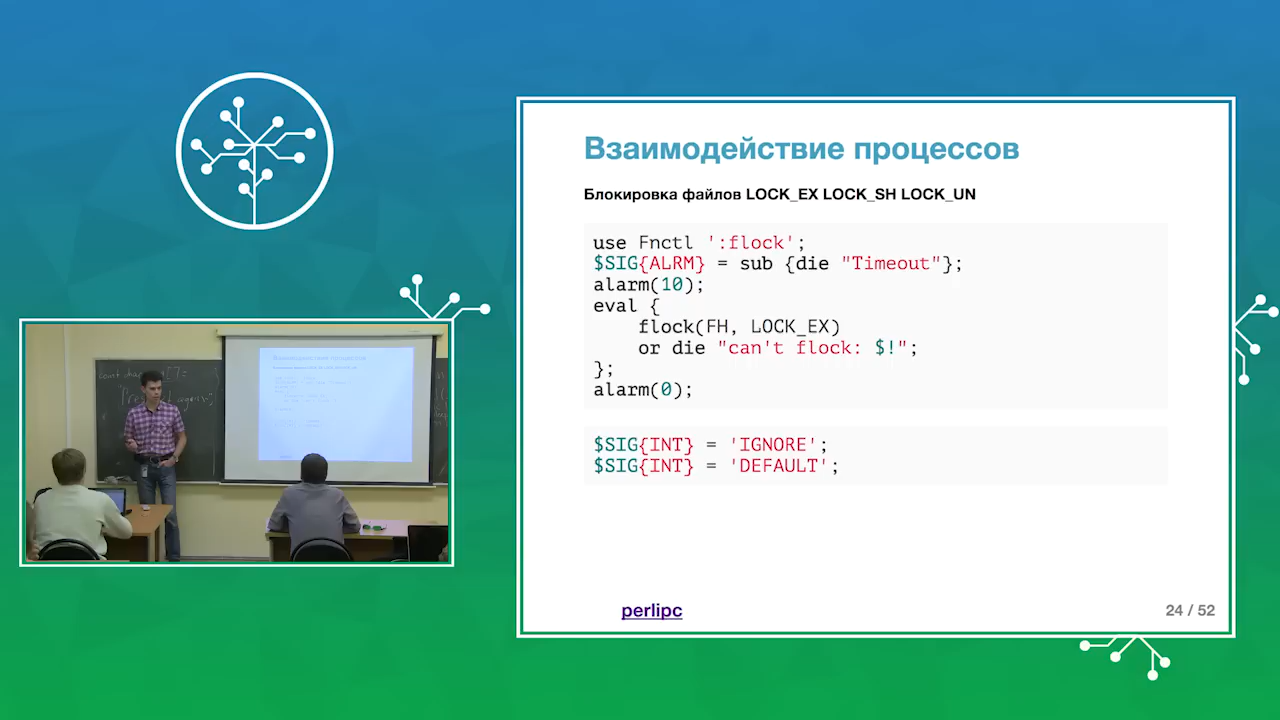 Взаимодействие процессов
Блокировка файлов LOCK_EX LOCK_SH LOCK_UN
use Fnctl ':flock';
$SIG{ALRM} = sub {die "Timeout"};
alarm(10);
eval {
    flock(FH, LOCK_EX)
    or die "can't flock: $!";
};
alarm(0);
$SIG{INT} = 'IGNORE';
$SIG{INT} = 'DEFAULT';
perlipc
24 / 52